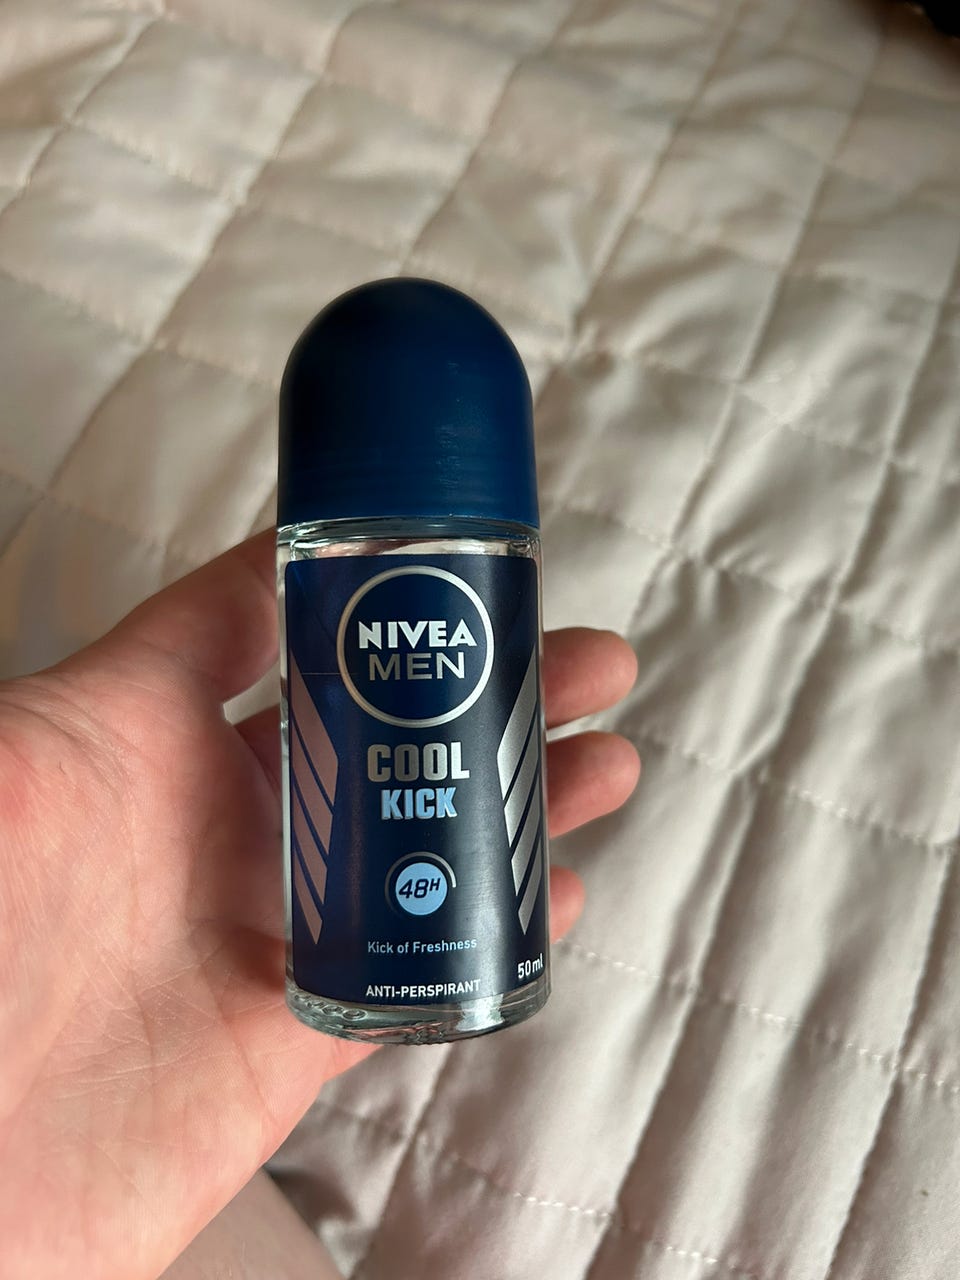 NIVEA
MEN
COOL
KICK
48H
Kick of Freshness
50ml
ANTI-PERSPIRANT